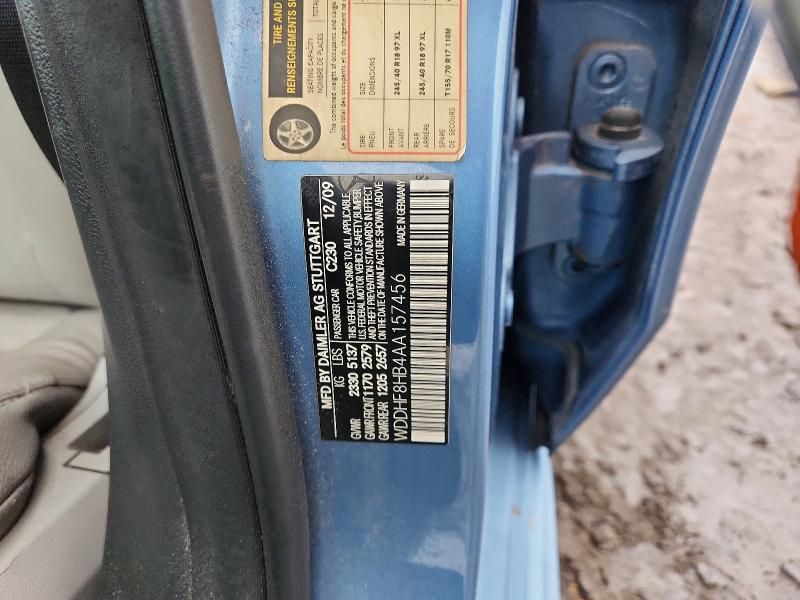 TIRE AND
RENSEIGNEMENTS SU
SEATING CAPACITY
NOMBRE DE PLACES
TOTAL
The combined weight of occupants and cargo
Le poids total des occupants et du chargement ne
TIRE
PNEU
SIZE
DIMENSIONS
FRONT
AVANT
245/40 R18 97 XL
REAR
ARRIÈRE
245/40 R18 97 XL
SPARE
DE SECOURS
T155/70 R17 110M
MFD BY DAIMLER AG STUTTGART
KG LBS PASSENGER CAR C230 12/09
GVWR 2330 5137 THIS VEHICLE CONFORMS TO ALL APPLICABLE
U.S. FEDERAL MOTOR VEHICLE SAFETY, BUMPER,
GAWR FRONT 1170 2579 AND THEFT PREVENTION STANDARDS IN EFFECT
GAWR REAR 1205 2657 ON THE DATE OF MANUFACTURE SHOWN ABOVE
WDDHF8HB4AA157456 MADE IN GERMANY